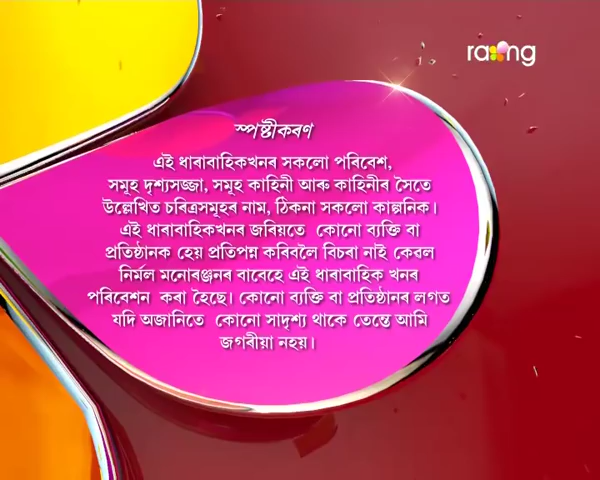 rang
স্পষ্টীকৰণ
এই ধাৰাবাহিকখনৰ সকলো পৰিবেশ,
সমূহ দৃশ্যসজ্জা, সমূহ কাহিনী আৰু কাহিনীৰ সৈতে
উল্লেখিত চৰিত্ৰসমূহৰ নাম, ঠিকনা সকলো কাল্পনিক।
এই ধাৰাবাহিকখনৰ জৰিয়তে কোনো ব্যক্তি বা
প্ৰতিষ্ঠানক হেয় প্ৰতিপন্ন কৰিবলৈ বিচৰা নাই কেৱল
নিৰ্মল মনোৰঞ্জনৰ বাবেহে এই ধাৰাবাহিক খনৰ
পৰিবেশন কৰা হৈছে। কোনো ব্যক্তি বা প্ৰতিষ্ঠানৰ লগত
যদি অজানিতে কোনো সাদৃশ্য থাকে তেন্তে আমি
জগৰীয়া নহয়।